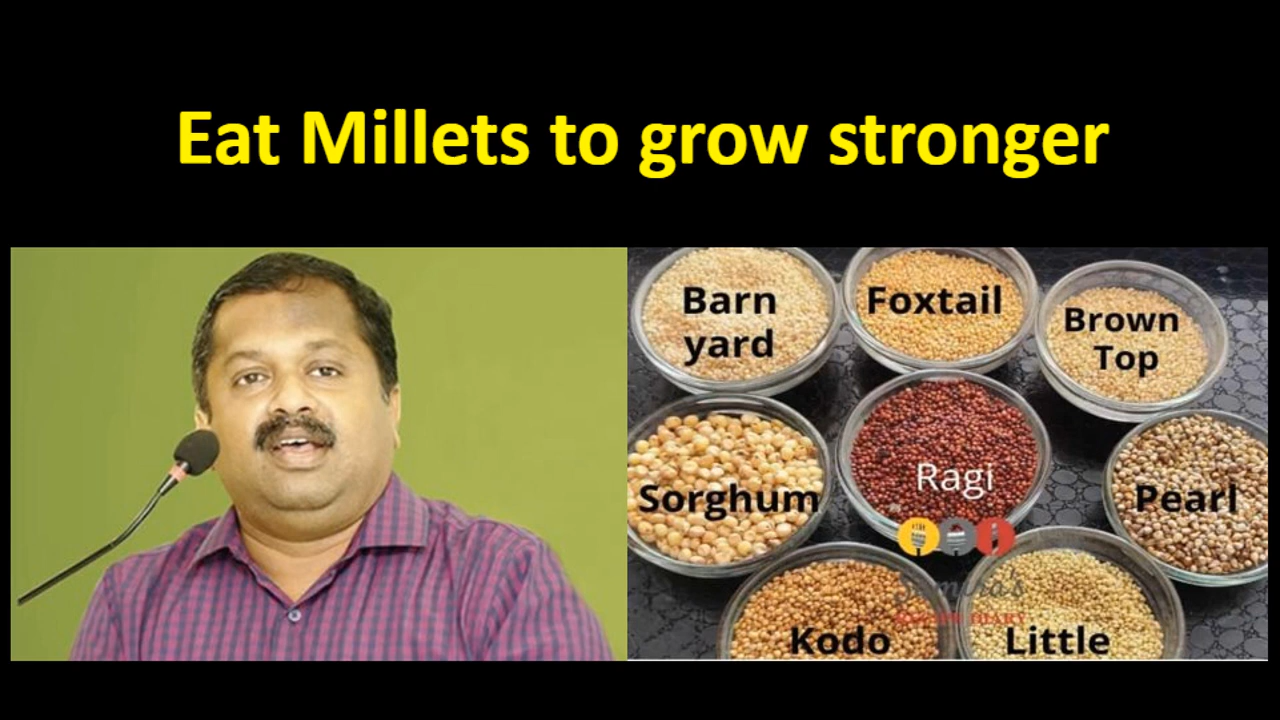 Eat Millets to grow stronger
Barn
yard
Foxtail
Brown
Top
Sorghum
Ragi
Pearl
Kodo
Little